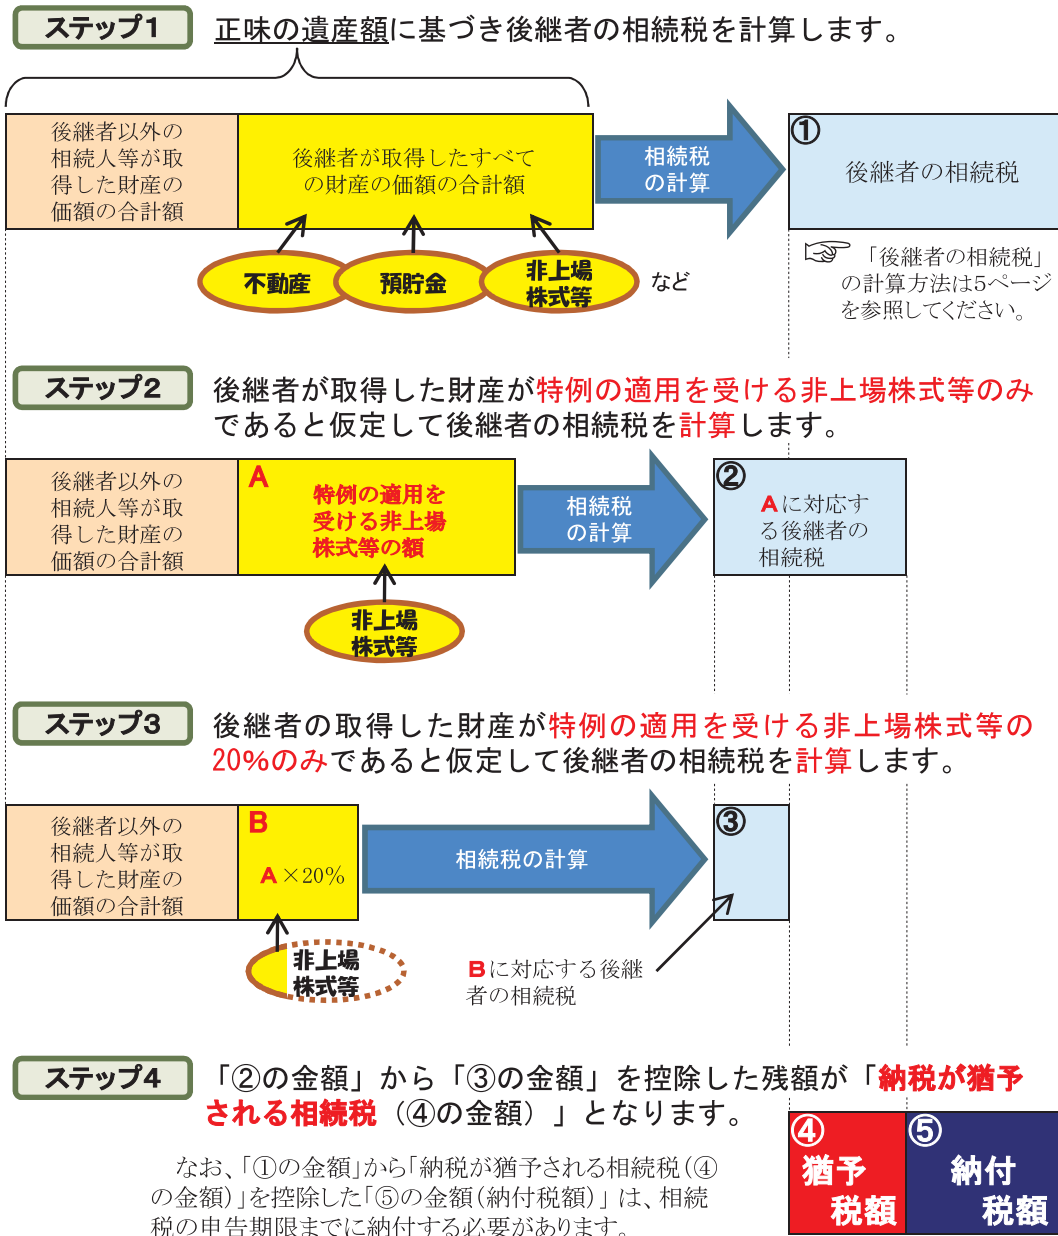 ステップ1
正味の遺産額に基づき後継者の相続税を計算します。
後継者以外の
相続人等が取
得した財産の
価額の合計額
後継者が取得したすべて
の財産の価額の合計額
相続税
の計算
①
後継者の相続税
不動産
預貯金
非上場
株式等
など
☞ 「後継者の相続税」
の計算方法は5ページ
を参照してください。
ステップ2
後継者が取得した財産が特例の適用を受ける非上場株式等のみ
であると仮定して後継者の相続税を計算します。
後継者以外の
相続人等が取
得した財産の
価額の合計額
A
特例の適用を
受ける非上場
株式等の額
相続税
の計算
②
Aに対応す
る後継者の
相続税
非上場
株式等
ステップ3
後継者の取得した財産が特例の適用を受ける非上場株式等の
20%のみであると仮定して後継者の相続税を計算します。
後継者以外の
相続人等が取
得した財産の
価額の合計額
B
A×20%
相続税の計算
③
非上場
株式等
Bに対応する後継
者の相続税
ステップ4
「②の金額」から「③の金額」を控除した残額が「納税が猶予
される相続税（④の金額）」となります。
なお、「①の金額」から「納税が猶予される相続税(④
の金額)」を控除した「⑤の金額(納付税額)」は、相続
税の申告期限までに納付する必要があります。
④
猶予
税額
⑤
納付
税額